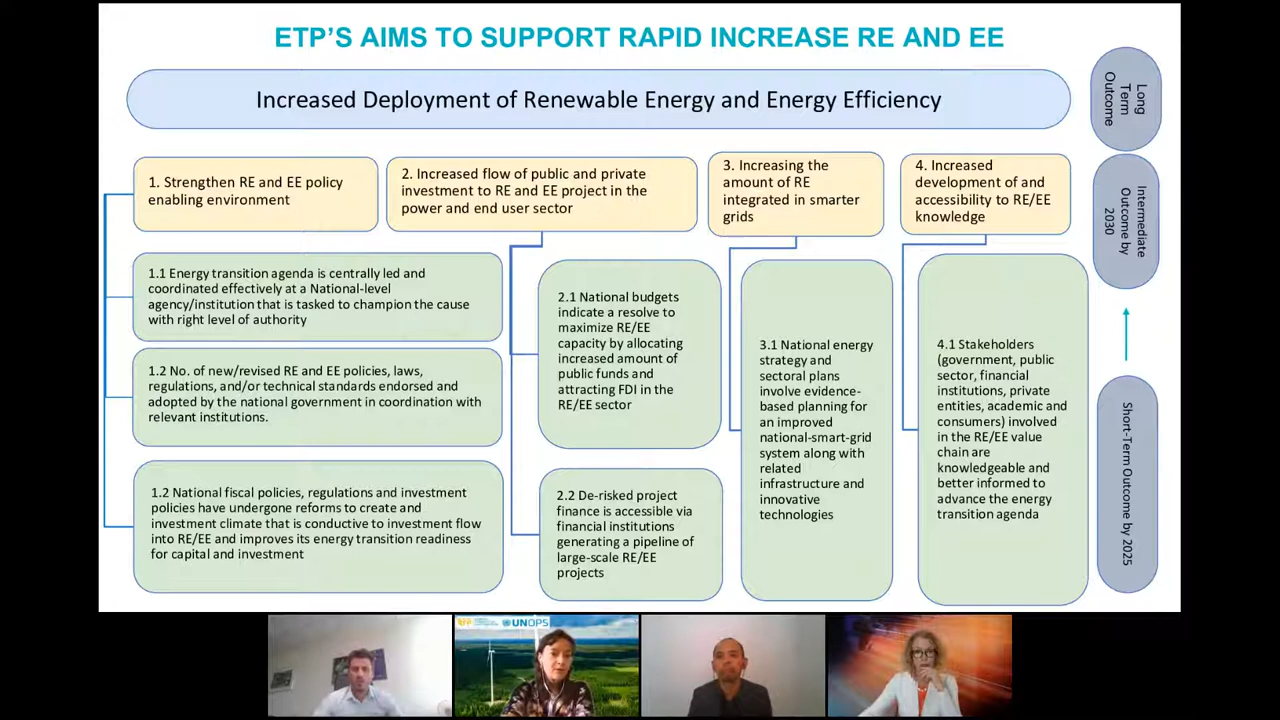 ETP'S AIMS TO SUPPORT RAPID INCREASE RE AND EE
Increased Deployment of Renewable Energy and Energy Efficiency
Long
Term
Outcome
1. Strengthen RE and EE policy
enabling environment
2. Increased flow of public and private
investment to RE and EE project in the
power and end user sector
3. Increasing the
amount of RE
integrated in smarter
grids
4. Increased
development of and
accessibility to RE/EE
knowledge
Intermediate
Outcome by
2030
1.1 Energy transition agenda is centrally led and
coordinated effectively at a National-level
agency/institution that is tasked to champion the cause
with right level of authority
1.2 No. of new/revised RE and EE policies, laws,
regulations, and/or technical standards endorsed and
adopted by the national government in coordination with
relevant institutions.
1.2 National fiscal policies, regulations and investment
policies have undergone reforms to create and
investment climate that is conductive to investment flow
into RE/EE and improves its energy transition readiness
for capital and investment
2.1 National budgets
indicate a resolve to
maximize RE/EE
capacity by allocating
increased amount of
public funds and
attracting FDI in the
RE/EE sector
2.2 De-risked project
finance is accessible via
financial institutions
generating a pipeline of
large-scale RE/EE
projects
3.1 National energy
strategy and
sectoral plans
involve evidence-
based planning for
an improved
national-smart-grid
system along with
related
infrastructure and
innovative
technologies
4.1 Stakeholders
(government, public
sector, financial
institutions, private
entities, academic and
consumers) involved
in the RE/EE value
chain are
knowledgeable and
better informed to
advance the energy
transition agenda
Short-Term Outcome by 2025
ETP
UNOPS